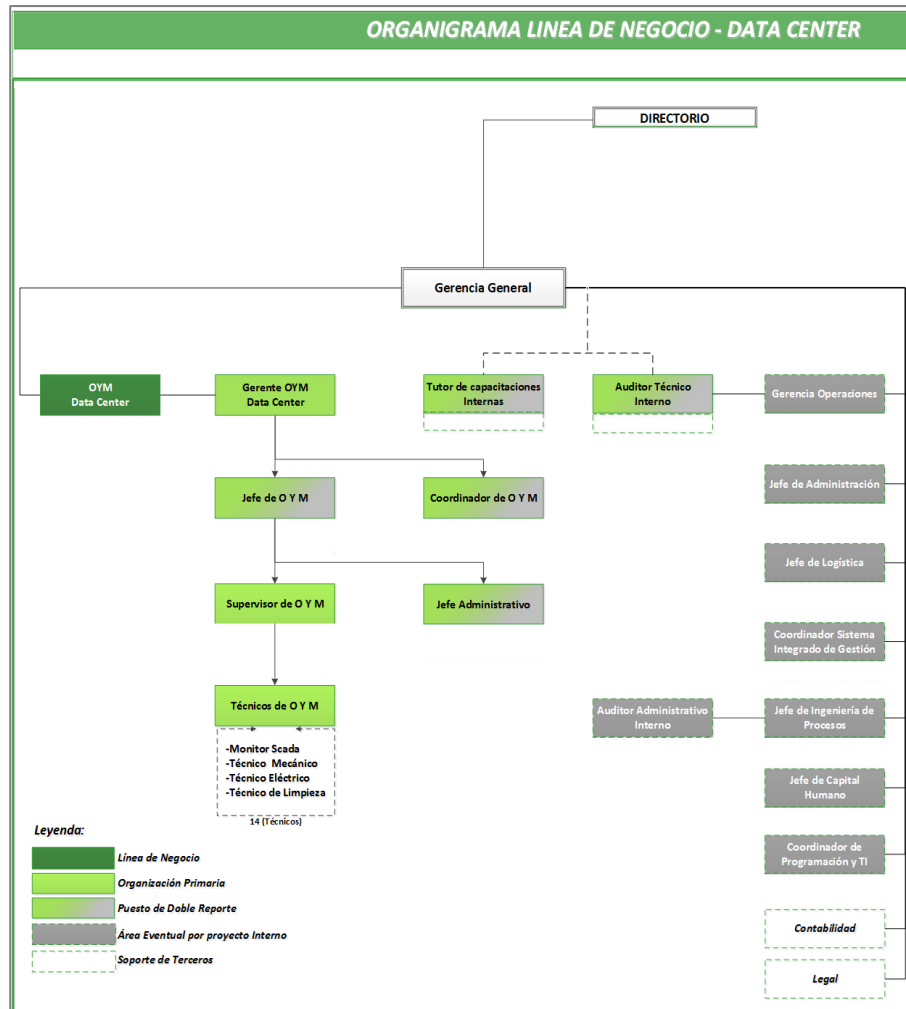 ORGANIGRAMA LINEA DE NEGOCIO - DATA CENTER
DIRECTORIO
Gerencia General
OYM
Data Center
Gerente OYM
Data Center
Tutor de capacitaciones
Internas
Auditor Técnico
Interno
Gerencia Operaciones
Jefe de O Y M
Coordinador de O Y M
Jefe de Administración
Jefe de Logística
Supervisor de O Y M
Jefe Administrativo
Coordinador Sistema
Integrado de Gestión
Técnicos de O Y M
-Monitor Scada
-Técnico Mecánico
-Técnico Eléctrico
-Técnico de Limpieza
14 (Técnicos)
Auditor Administrativo
Interno
Jefe de Ingeniería de
Procesos
Jefe de Capital
Humano
Coordinador de
Programación y TI
Contabilidad
Legal
Leyenda:
Línea de Negocio
Organización Primaria
Puesto de Doble Reporte
Área Eventual por proyecto Interno
Soporte de Terceros